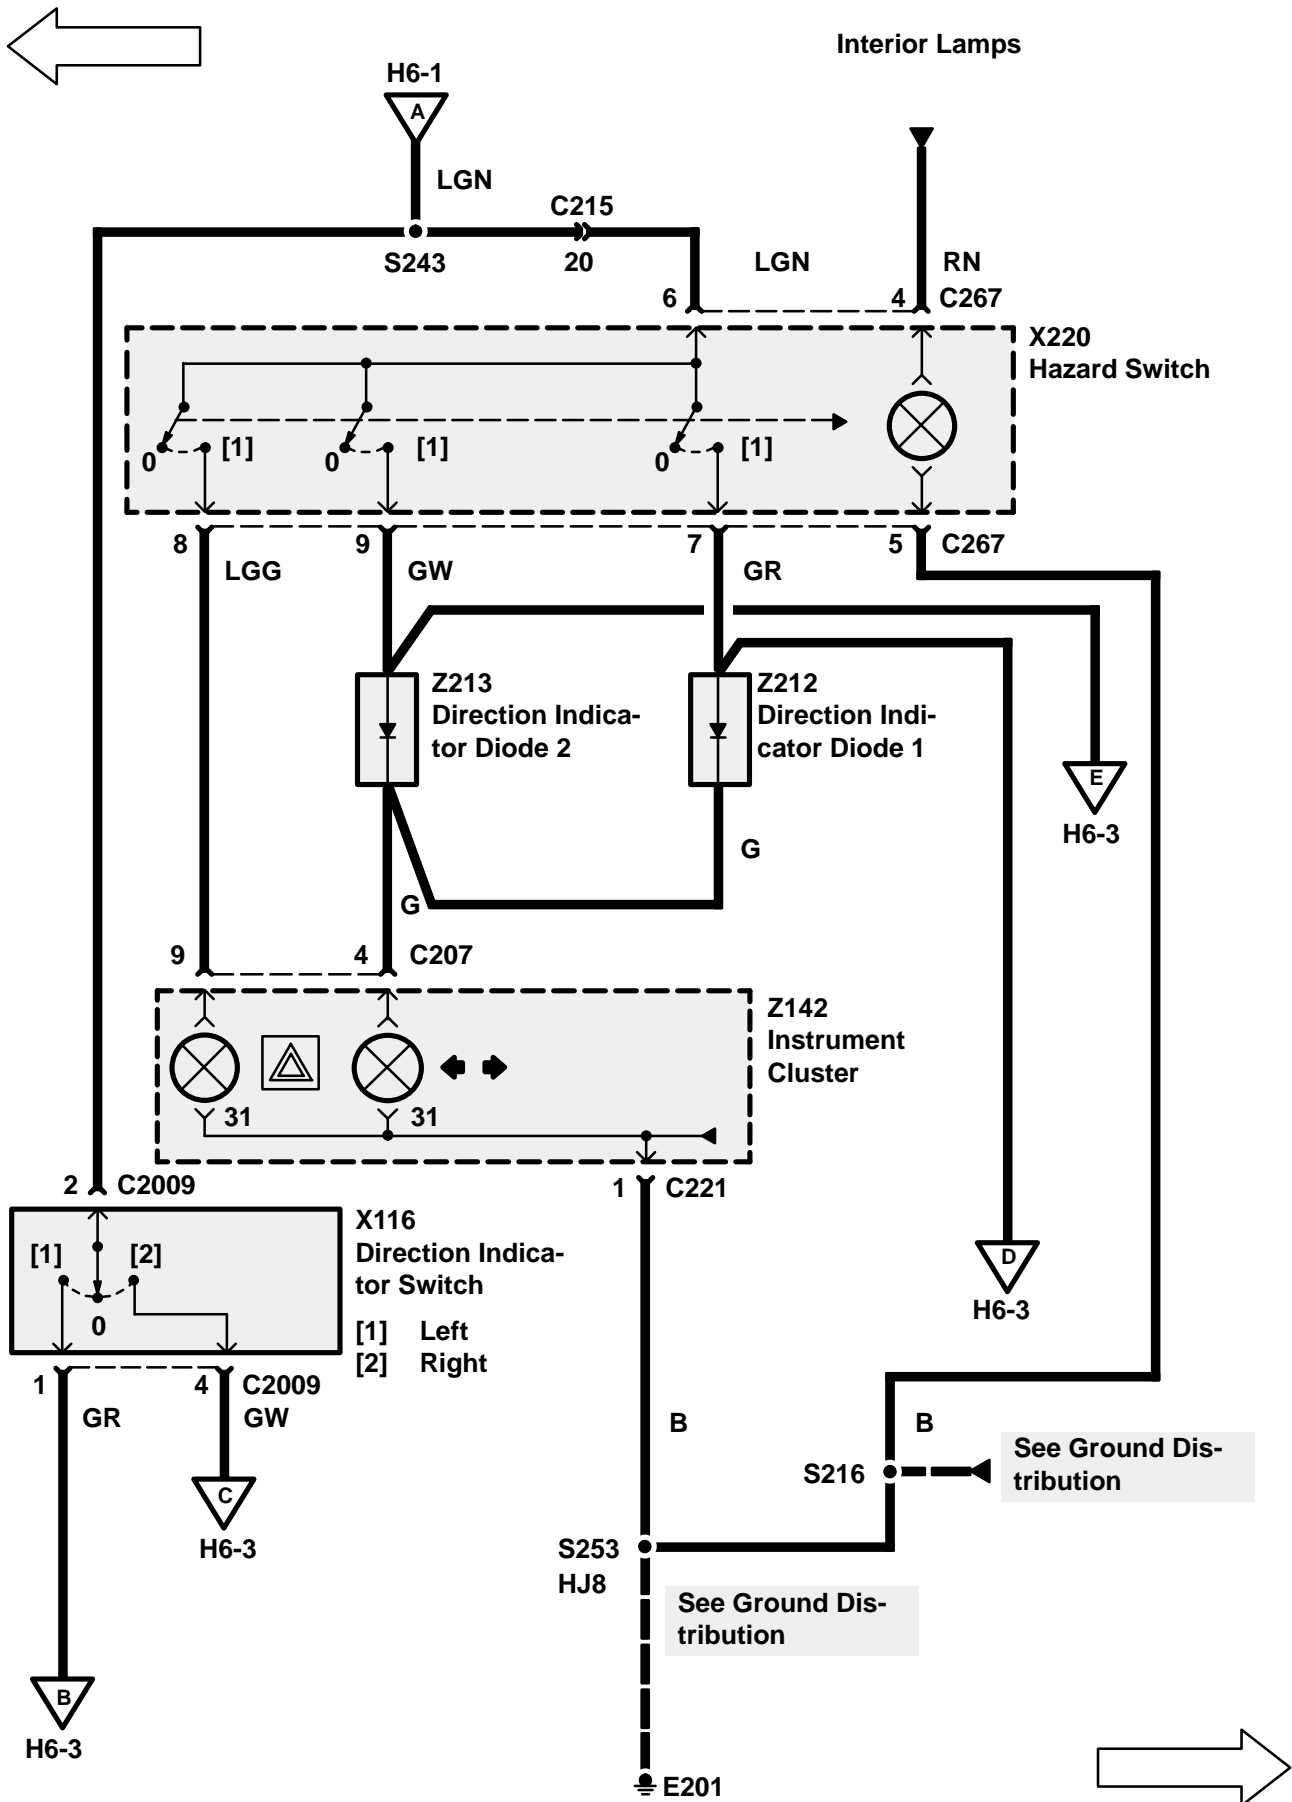 Interior Lamps
H6-1
A
LGN
C215
S243
20
LGN
RN
6
4
C267
X220
Hazard Switch
0
[1]
0
[1]
0
[1]
8
9
7
5
C267
LGG
GW
GR
Z213
Direction Indica-
tor Diode 2
Z212
Direction Indi-
cator Diode 1
E
H6-3
G
G
9
4
C207
Z142
Instrument
Cluster
31
31
2
C2009
1
C221
X116
Direction Indica-
tor Switch
[1]
[2]
0
[1] Left
[2] Right
D
H6-3
1
4
C2009
GR
GW
B
B
See Ground Dis-
tribution
S216
C
H6-3
S253
HJ8
See Ground Dis-
tribution
B
H6-3
E201